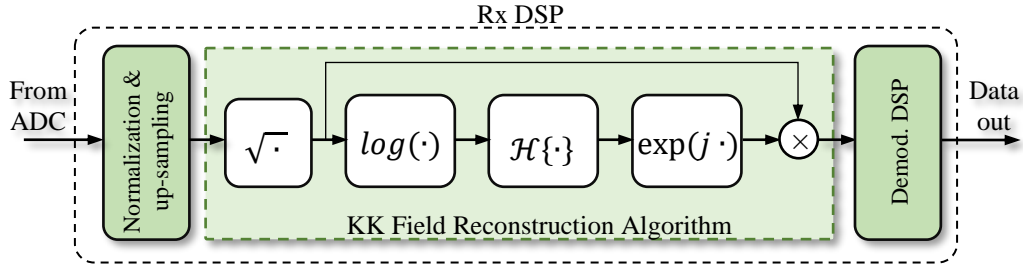 Rx DSP
From
ADC
Normalization &
up-sampling
√·
log(·)
ℋ{·}
exp(j ·)
×
KK Field Reconstruction Algorithm
Demod. DSP
Data
out